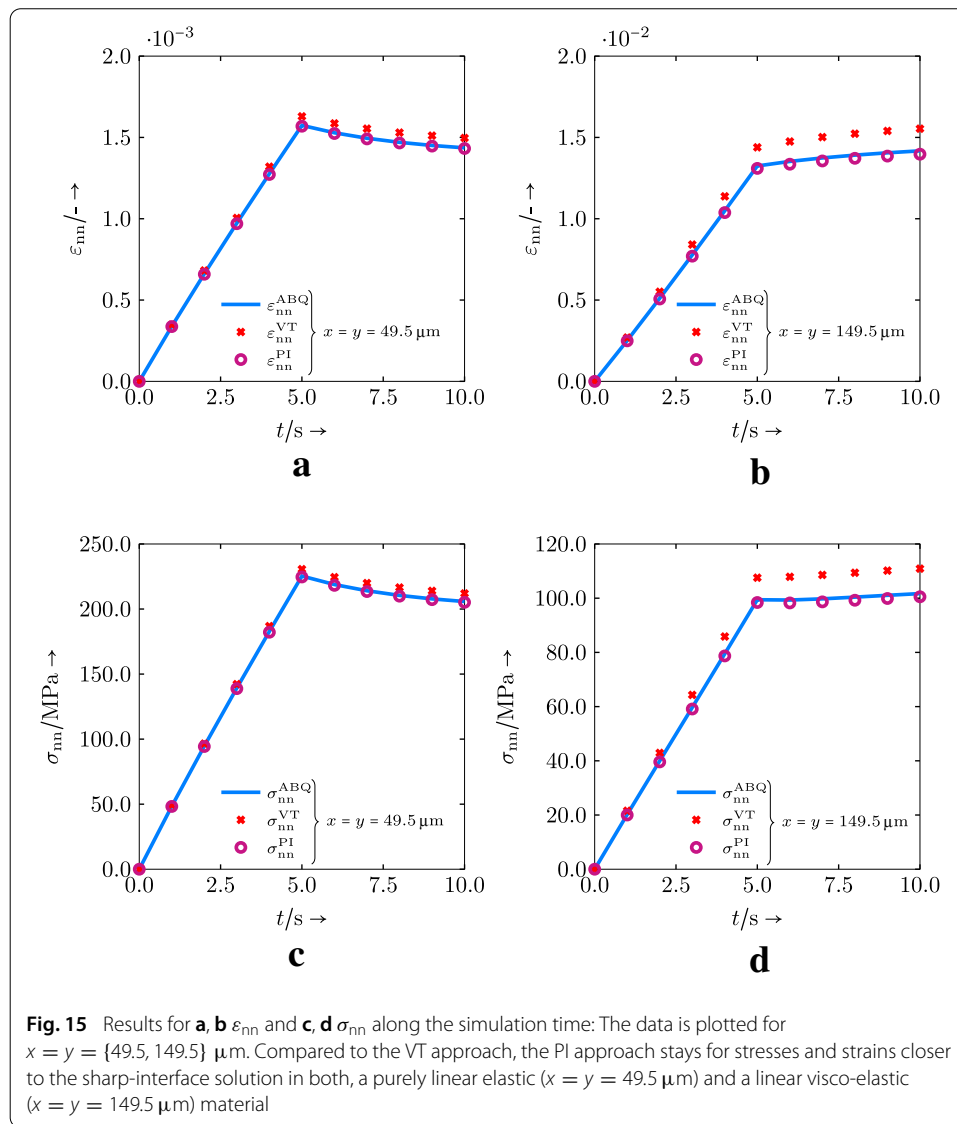 ·10⁻³
2.0
1.5
1.0
0.5
0.0
ε_nn/- →
ε_nn^ABQ
ε_nn^VT
ε_nn^PI
x = y = 49.5 µm
0.0 2.5 5.0 7.5 10.0
t/s →
a
·10⁻²
2.0
1.5
1.0
0.5
0.0
ε_nn/- →
ε_nn^ABQ
ε_nn^VT
ε_nn^PI
x = y = 149.5 µm
0.0 2.5 5.0 7.5 10.0
t/s →
b
250.0
200.0
150.0
100.0
50.0
0.0
σ_nn/MPa →
σ_nn^ABQ
σ_nn^VT
σ_nn^PI
x = y = 49.5 µm
0.0 2.5 5.0 7.5 10.0
t/s →
c
120.0
100.0
80.0
60.0
40.0
20.0
0.0
σ_nn/MPa →
σ_nn^ABQ
σ_nn^VT
σ_nn^PI
x = y = 149.5 µm
0.0 2.5 5.0 7.5 10.0
t/s →
d
Fig. 15 Results for a, b ε_nn and c, d σ_nn along the simulation time: The data is plotted for
x = y = {49.5, 149.5} µm. Compared to the VT approach, the PI approach stays for stresses and strains closer
to the sharp-interface solution in both, a purely linear elastic (x = y = 49.5 µm) and a linear visco-elastic
(x = y = 149.5 µm) material